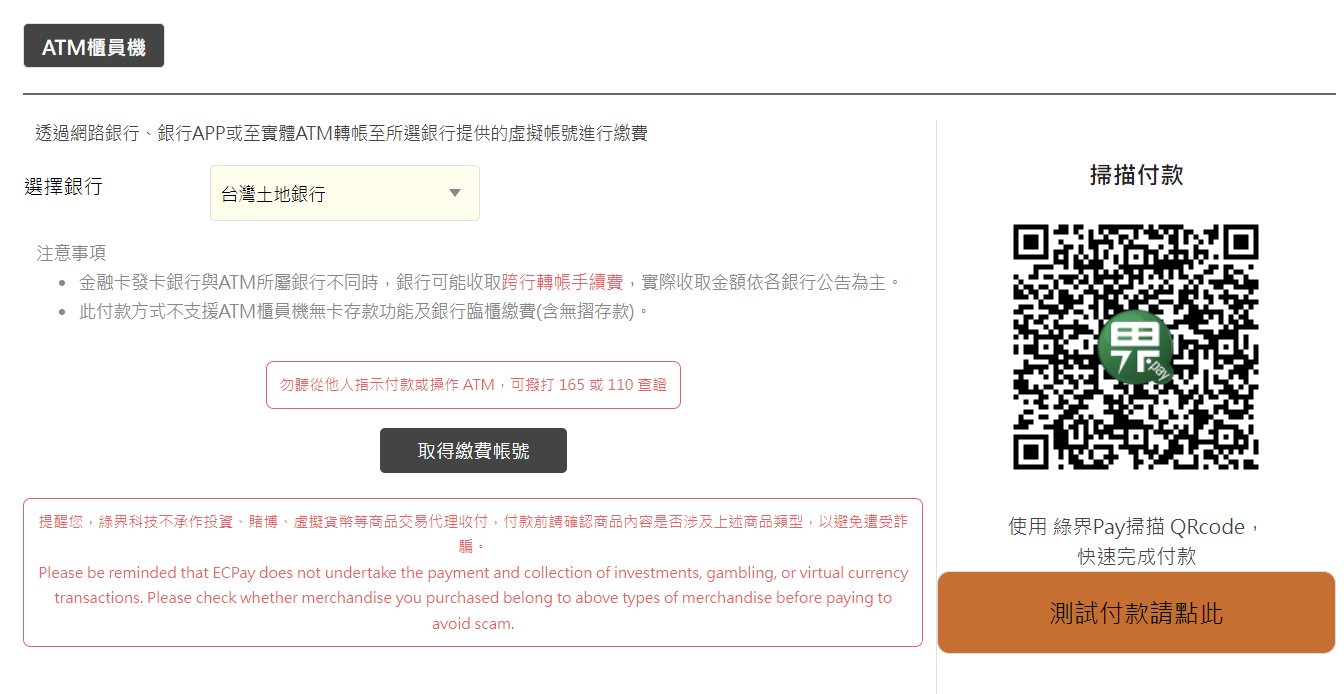 ATM櫃員機
透過網路銀行、銀行APP或至實體ATM轉帳至所選銀行提供的虛擬帳號進行繳費
選擇銀行
台灣土地銀行
注意事項
金融卡發卡銀行與ATM所屬銀行不同時，銀行可能收取跨行轉帳手續費，實際收取金額依各銀行公告為主。
此付款方式不支援ATM櫃員機無卡存款功能及銀行臨櫃繳費(含無摺存款)。
勿聽從他人指示付款或操作 ATM，可撥打 165 或 110 查證
取得繳費帳號
提醒您，綠界科技不承作投資、賭博、虛擬貨幣等商品交易代理收付，付款前請確認商品內容是否涉及上述商品類型，以避免遭受詐
騙。
Please be reminded that ECPay does not undertake the payment and collection of investments, gambling, or virtual currency
transactions. Please check whether merchandise you purchased belong to above types of merchandise before paying to
avoid scam.
掃描付款
界
pay
使用 綠界Pay掃描 QRcode，
快速完成付款
測試付款請點此